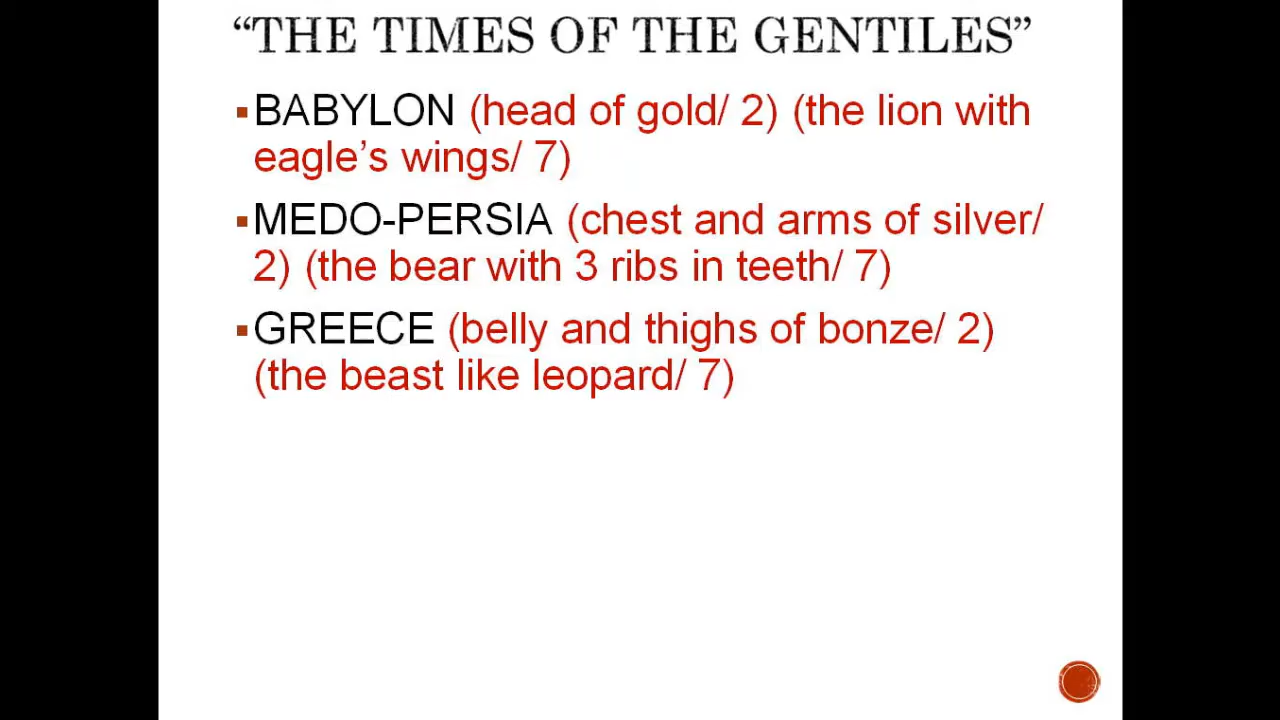 “THE TIMES OF THE GENTILES”
▪BABYLON (head of gold/ 2) (the lion with
eagle’s wings/ 7)
▪MEDO-PERSIA (chest and arms of silver/
2) (the bear with 3 ribs in teeth/ 7)
▪GREECE (belly and thighs of bonze/ 2)
(the beast like leopard/ 7)